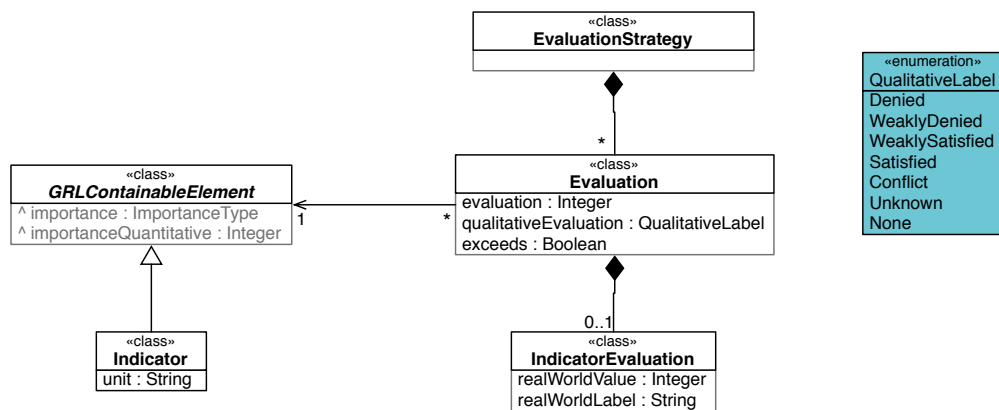 «class»
EvaluationStrategy
«enumeration»
QualitativeLabel
Denied
WeaklyDenied
WeaklySatisfied
Satisfied
Conflict
Unknown
None
*
«class»
GRLContainableElement
^ importance : ImportanceType
^ importanceQuantitative : Integer
1
*
«class»
Evaluation
evaluation : Integer
qualitativeEvaluation : QualitativeLabel
exceeds : Boolean
0..1
«class»
Indicator
unit : String
«class»
IndicatorEvaluation
realWorldValue : Integer
realWorldLabel : String